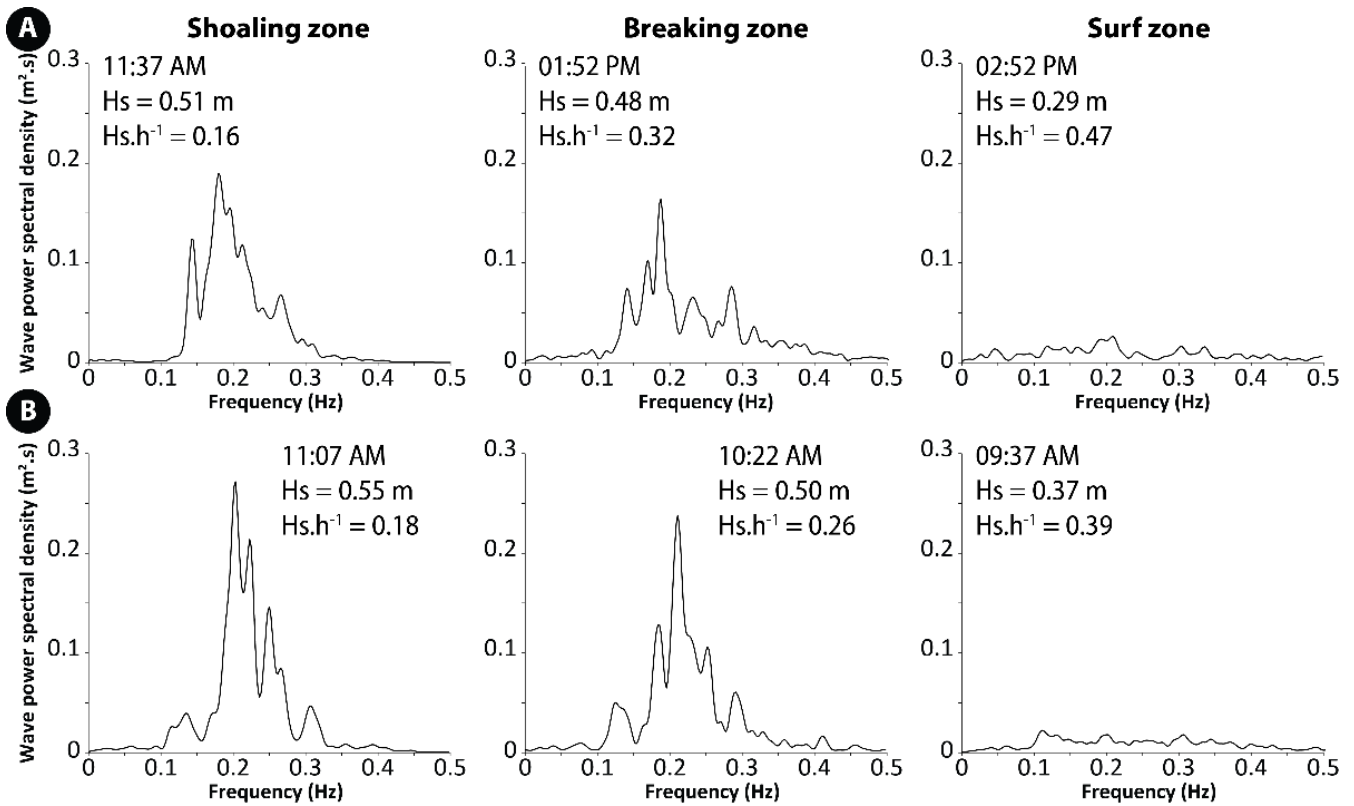 A
Shoaling zone
Breaking zone
Surf zone
Wave power spectral density (m².s)
0.3
0.2
0.1
0
11:37 AM
Hs = 0.51 m
Hs.h⁻¹ = 0.16
0 0.1 0.2 0.3 0.4 0.5
Frequency (Hz)
0.3
0.2
0.1
0
01:52 PM
Hs = 0.48 m
Hs.h⁻¹ = 0.32
0 0.1 0.2 0.3 0.4 0.5
Frequency (Hz)
0.3
0.2
0.1
0
02:52 PM
Hs = 0.29 m
Hs.h⁻¹ = 0.47
0 0.1 0.2 0.3 0.4 0.5
Frequency (Hz)
B
Wave power spectral density (m².s)
0.3
0.2
0.1
0
11:07 AM
Hs = 0.55 m
Hs.h⁻¹ = 0.18
0 0.1 0.2 0.3 0.4 0.5
Frequency (Hz)
0.3
0.2
0.1
0
10:22 AM
Hs = 0.50 m
Hs.h⁻¹ = 0.26
0 0.1 0.2 0.3 0.4 0.5
Frequency (Hz)
0.3
0.2
0.1
0
09:37 AM
Hs = 0.37 m
Hs.h⁻¹ = 0.39
0 0.1 0.2 0.3 0.4 0.5
Frequency (Hz)